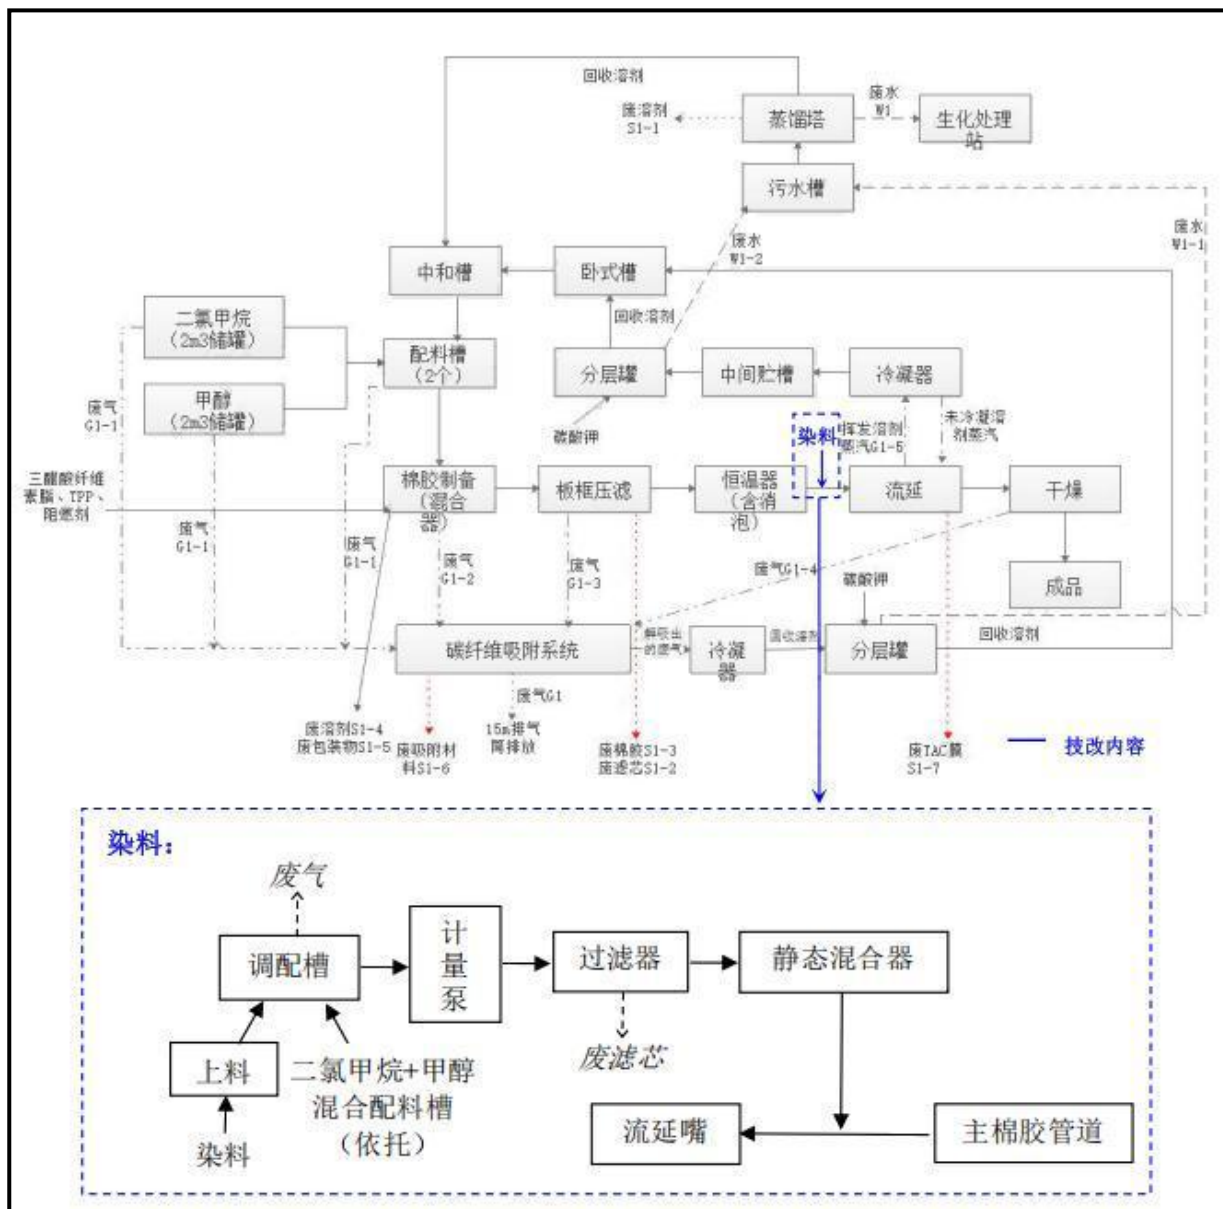 回收溶剂
废溶剂
S1-1
蒸馏塔
废水
W1
生化处理
站
污水槽
废水
W1-2
废水
W1-1
中和槽
卧式槽
二氯甲烷
（2m3储罐）
回收溶剂
配料槽
（2个）
分层罐
中间贮槽
冷凝器
甲醇
（2m3储罐）
废气
G1-1
碳酸钾
染料
挥发溶剂
蒸汽G1-5
未冷凝溶
剂蒸汽
三醋酸纤维
素脂、TPP、
阻燃剂
棉胶制备
（混合
器）
板框压滤
恒温器
（含消
泡）
流延
干燥
废气
G1-1
废气
G1-1
废气
G1-2
废气
G1-3
废气G1-4
碳酸钾
成品
碳纤维吸附系统
解吸出
的废气
冷凝
器
回收溶剂
分层罐
回收溶剂
废气G1
废溶剂S1-4
废包装物S1-5
废吸附材
料S1-6
15m排气
筒排放
废棉胶S1-3
废滤芯S1-2
废TAC膜
S1-7
技改内容
染料：
废气
调配槽
计
量
泵
过滤器
静态混合器
上料
二氯甲烷+甲醇
混合配料槽
（依托）
废滤芯
染料
流延嘴
主棉胶管道